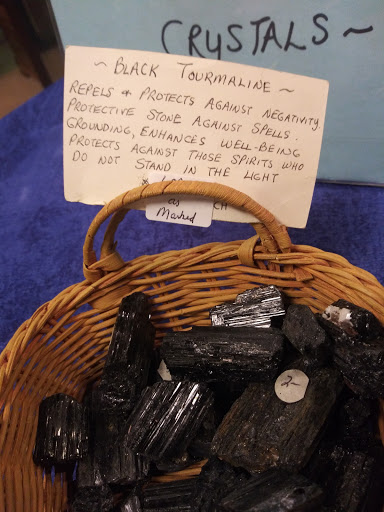 CRYSTALS ~
~ BLACK TOURMALINE ~
REPELS & PROTECTS AGAINST NEGATIVITY
PROTECTIVE STONE AGAINST SPELLS.
GROUNDING, ENHANCES WELL-BEING
PROTECTS AGAINST THOSE SPIRITS WHO
DO NOT STAND IN THE LIGHT
as
Marked
CH
2